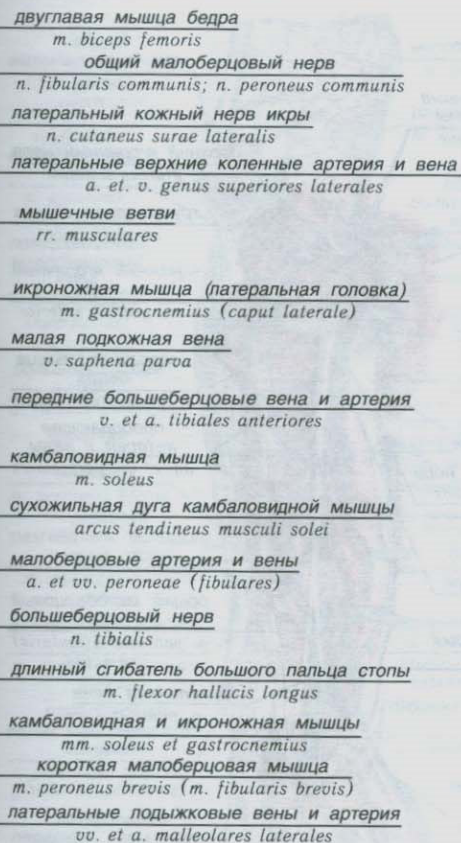 двуглавая мышца бедра
m. biceps femoris
общий малоберцовый нерв
n. fibularis communis; n. peroneus communis
латеральный кожный нерв икры
n. cutaneus surae lateralis
латеральные верхние коленные артерия и вена
a. et. v. genus superiores laterales
мышечные ветви
rr. musculares
икроножная мышца (латеральная головка)
m. gastrocnemius (caput laterale)
малая подкожная вена
v. saphena parva
передние большеберцовые вена и артерия
v. et a. tibiales anteriores
камбаловидная мышца
m. soleus
сухожильная дуга камбаловидной мышцы
arcus tendineus musculi solei
малоберцовые артерия и вены
a. et vv. peroneae (fibulares)
большеберцовый нерв
n. tibialis
длинный сгибатель большого пальца стопы
m. flexor hallucis longus
камбаловидная и икроножная мышцы
mm. soleus et gastrocnemius
короткая малоберцовая мышца
m. peroneus brevis (m. fibularis brevis)
латеральные лодыжковые вены и артерия
vv. et a. malleolares laterales